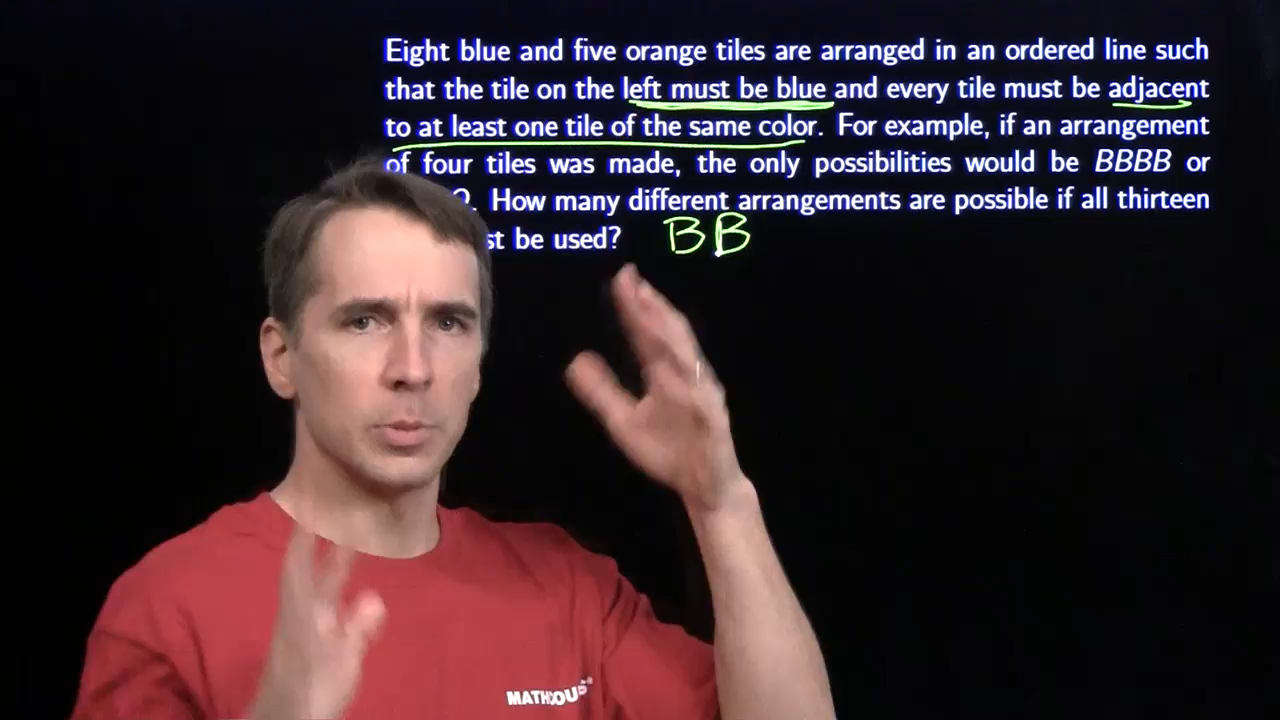 Eight blue and five orange tiles are arranged in an ordered line such
that the tile on the left must be blue and every tile must be adjacent
to at least one tile of the same color. For example, if an arrangement
of four tiles was made, the only possibilities would be BBBB or
How many different arrangements are possible if all thirteen
be used?
BB